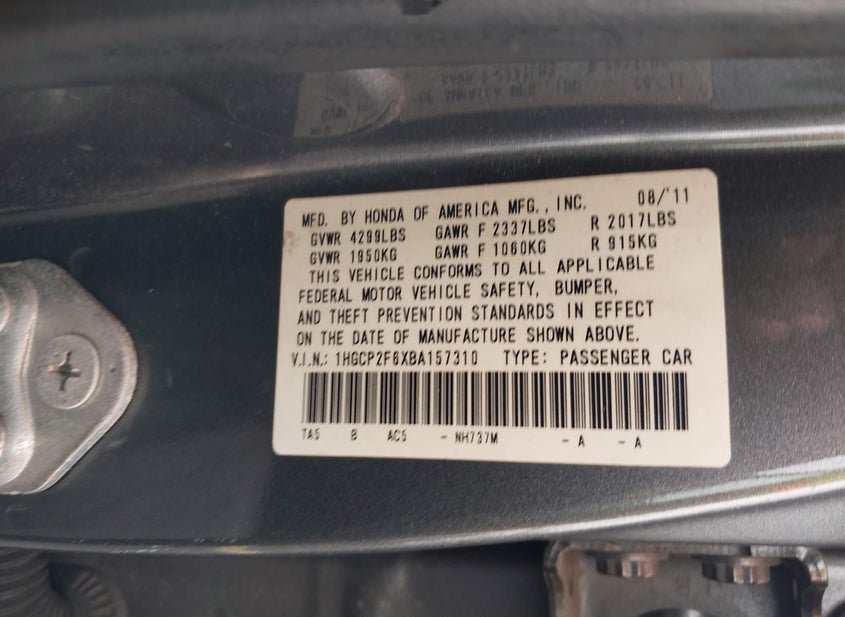 MFD. BY HONDA OF AMERICA MFG., INC. 08/'11
GVWR 4299LBS GAWR F 2337LBS R 2017LBS
GVWR 1950KG GAWR F 1060KG R 915KG
THIS VEHICLE CONFORMS TO ALL APPLICABLE
FEDERAL MOTOR VEHICLE SAFETY, BUMPER,
AND THEFT PREVENTION STANDARDS IN EFFECT
ON THE DATE OF MANUFACTURE SHOWN ABOVE.
V.I.N.: 1HGCP2F6XBA157310 TYPE: PASSENGER CAR
TA5 B AC5 - NH737M - A - A